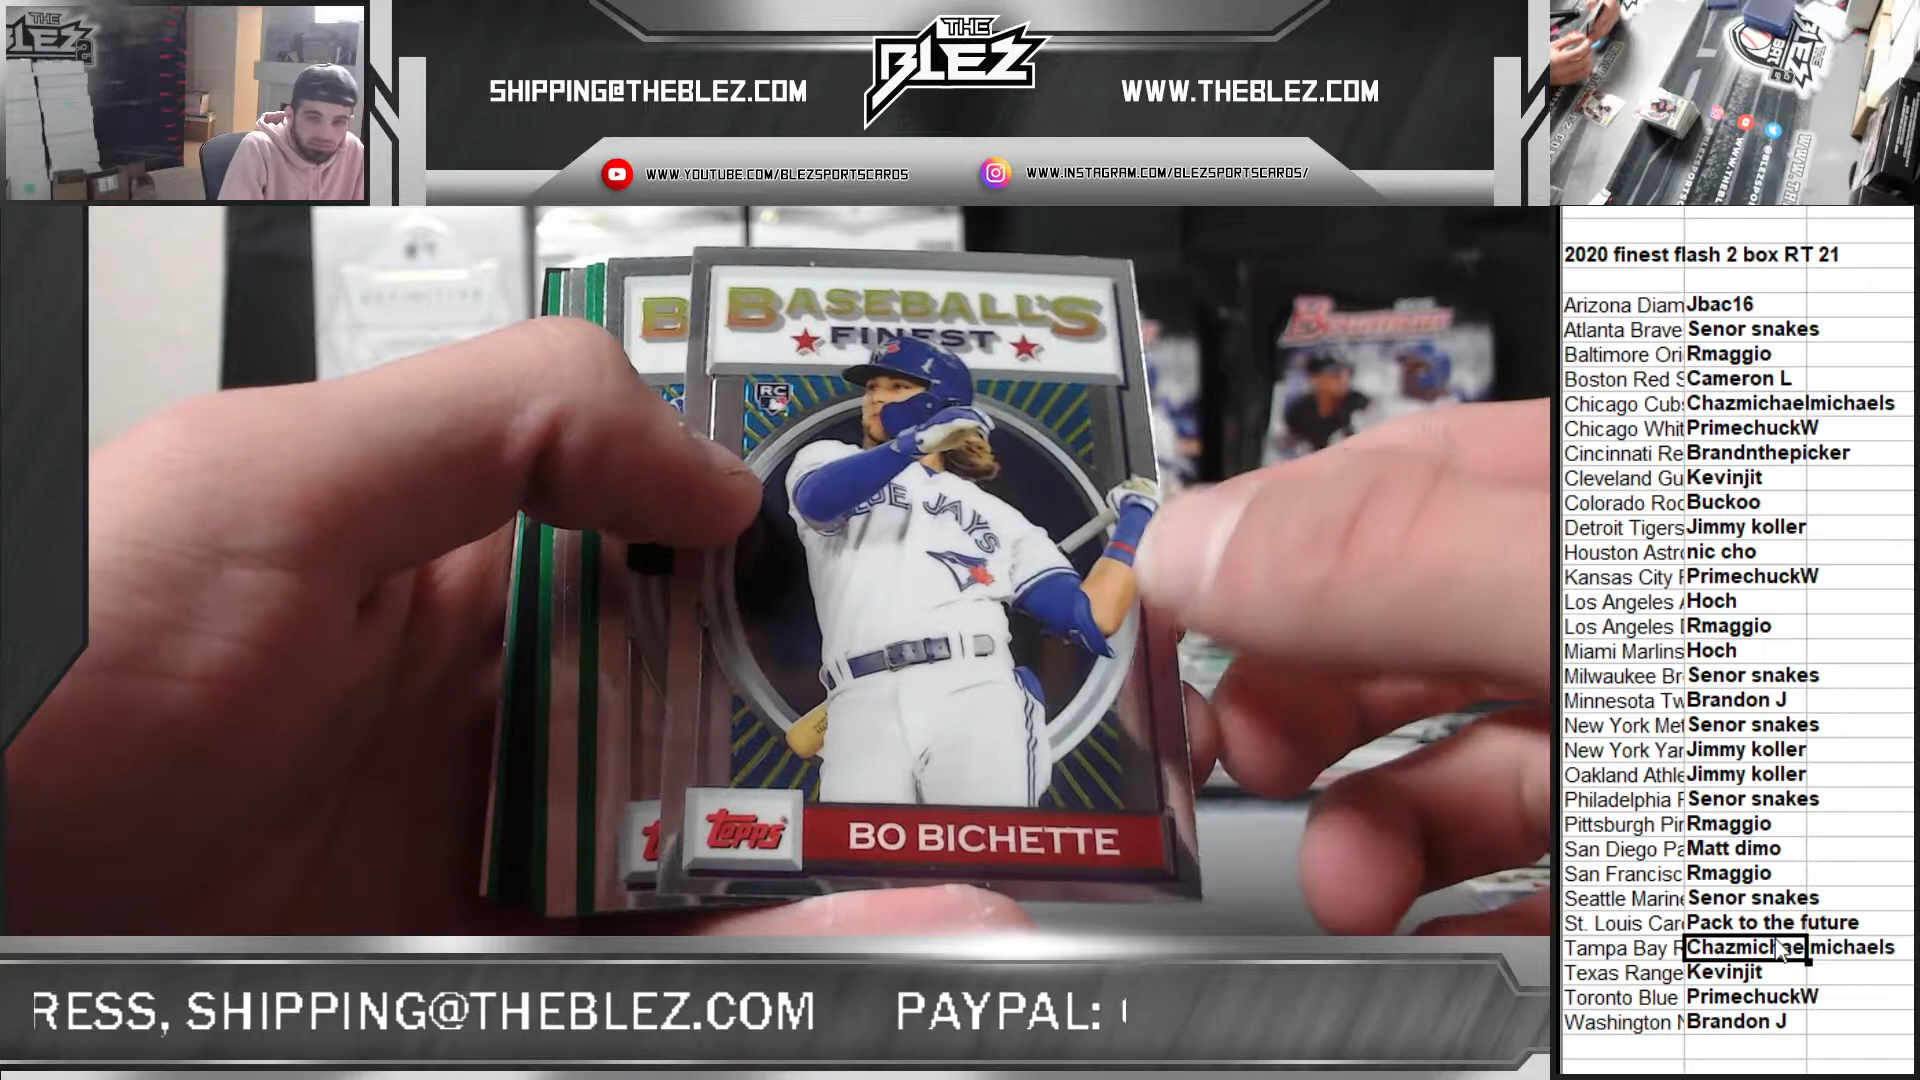 THE
BLEZ
SHIPPING@THEBLEZ.COM
WWW.THEBLEZ.COM
WWW.YOUTUBE.COM/BLEZSPORTSCARDS
WWW.INSTAGRAM.COM/BLEZSPORTSCARDS/
BASEBALL'S
FINEST
RC
JAYS
Topps
BO BICHETTE
2020 finest flash 2 box RT 21
Arizona Diam Jbac16
Atlanta Brave Senor snakes
Baltimore Ori Rmaggio
Boston Red S Cameron L
Chicago Cubs Chazmichaelmichaels
Chicago Whit PrimechuckW
Cincinnati Re Brandnthepicker
Cleveland Gu Kevinjit
Colorado Roc Buckoo
Detroit Tigers Jimmy koller
Houston Astr nic cho
Kansas City PrimechuckW
Los Angeles Hoch
Los Angeles Rmaggio
Miami Marlins Hoch
Milwaukee Br Senor snakes
Minnesota Tw Brandon J
New York Met Senor snakes
New York Yan Jimmy koller
Oakland Athle Jimmy koller
Philadelphia Senor snakes
Pittsburgh Pir Rmaggio
San Diego Pa Matt dimo
San Francisc Rmaggio
Seattle Marine Senor snakes
St. Louis Car Pack to the future
Tampa Bay R Chazmichaelmichaels
Texas Range Kevinjit
Toronto Blue PrimechuckW
Washington N Brandon J
RESS, SHIPPING@THEBLEZ.COM PAYPAL: